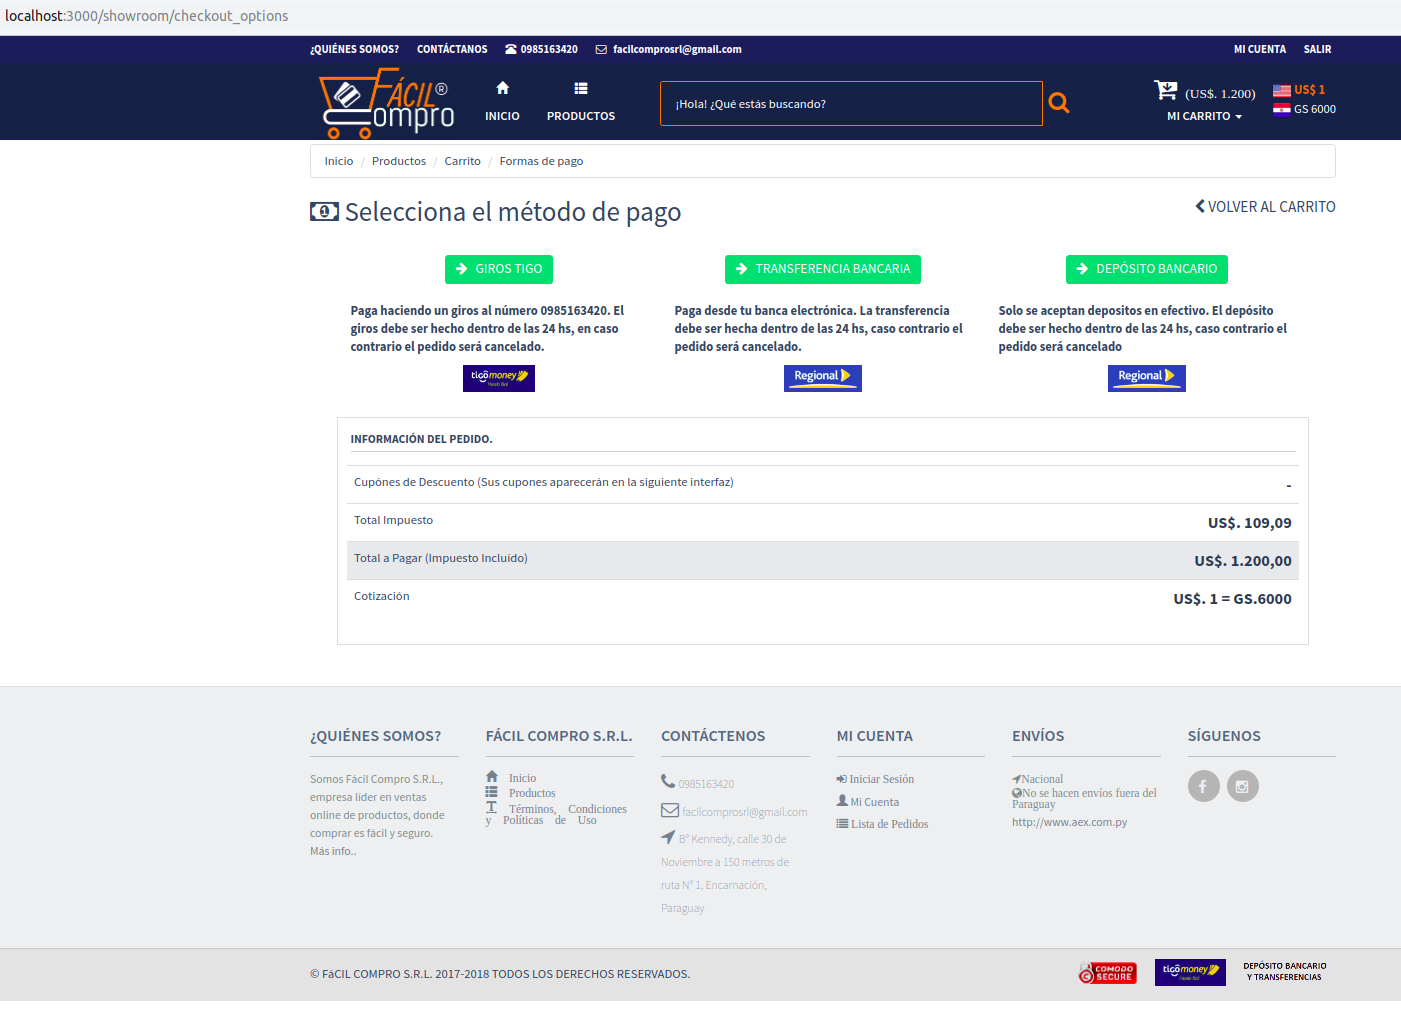 localhost:3000/showroom/checkout_options
¿QUIÉNES SOMOS? CONTÁCTANOS 0985163420 facilcomprosrl@gmail.com MI CUENTA SALIR
FÁCIL®
Compro
INICIO PRODUCTOS
¡Hola! ¿Qué estás buscando?
(US$. 1.200)
MI CARRITO
US$ 1
GS 6000
Inicio / Productos / Carrito / Formas de pago
Selecciona el método de pago
VOLVER AL CARRITO
GIROS TIGO
Paga haciendo un giros al número 0985163420. El
giros debe ser hecho dentro de las 24 hs, en caso
contrario el pedido será cancelado.
tigo money
TRANSFERENCIA BANCARIA
Paga desde tu banca electrónica. La transferencia
debe ser hecha dentro de las 24 hs, caso contrario el
pedido será cancelado.
Regional
DEPÓSITO BANCARIO
Solo se aceptan depositos en efectivo. El depósito
debe ser hecho dentro de las 24 hs, caso contrario el
pedido será cancelado
Regional
INFORMACIÓN DEL PEDIDO.
Cupónes de Descuento (Sus cupones aparecerán en la siguiente interfaz) -
Total Impuesto US$. 109,09
Total a Pagar (Impuesto Incluído) US$. 1.200,00
Cotización US$. 1 = GS.6000
¿QUIÉNES SOMOS?
Somos Fácil Compro S.R.L.,
empresa líder en ventas
online de productos, donde
comprar es fácil y seguro.
Más info..
FÁCIL COMPRO S.R.L.
Inicio
Productos
Términos, Condiciones
y Políticas de Uso
CONTÁCTENOS
0985163420
facilcomprosrl@gmail.com
B° Kennedy, calle 30 de
Noviembre a 150 metros de
ruta N° 1, Encarnación,
Paraguay
MI CUENTA
Iniciar Sesión
Mi Cuenta
Lista de Pedidos
ENVÍOS
Nacional
No se hacen envíos fuera del
Paraguay
http://www.aex.com.py
SÍGUENOS
© FáCIL COMPRO S.R.L. 2017-2018 TODOS LOS DERECHOS RESERVADOS.
COMODO
SECURE
tigo money
DEPÓSITO BANCARIO
Y TRANSFERENCIAS